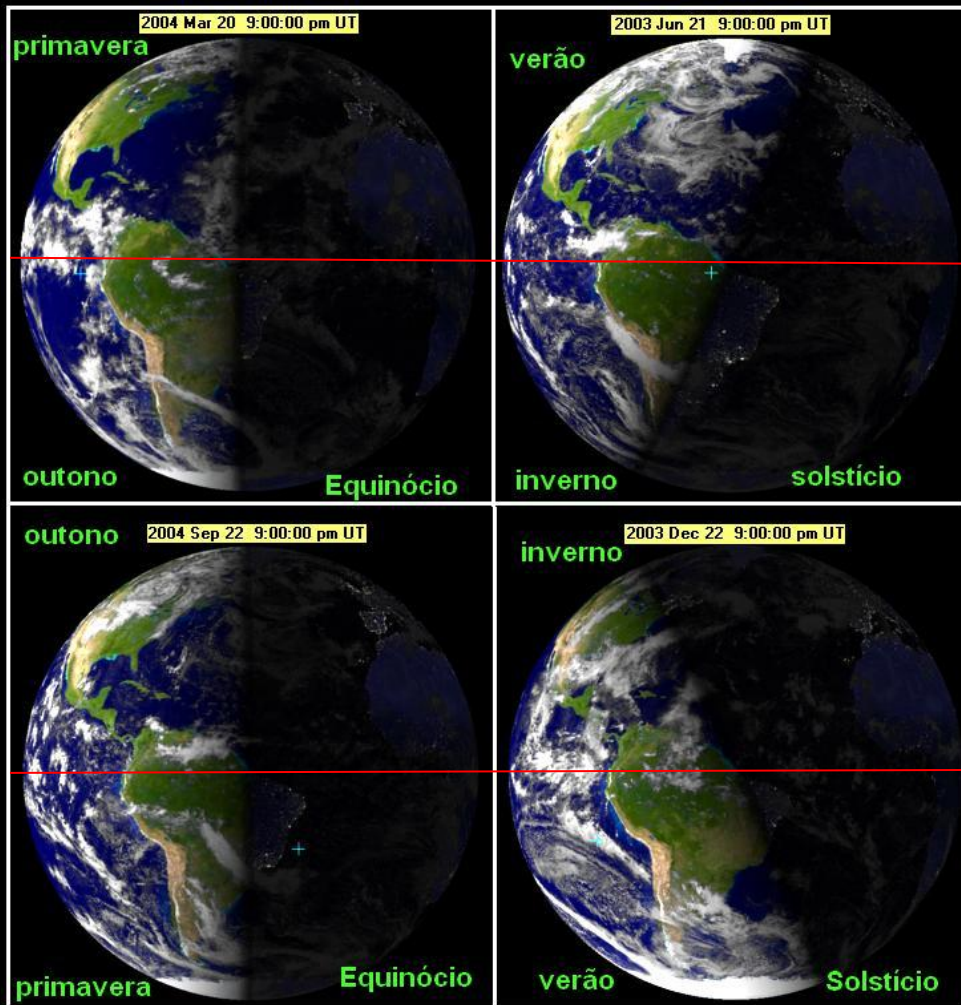 2004 Mar 20 9:00:00 pm UT
primavera
outono
Equinócio
2003 Jun 21 9:00:00 pm UT
verão
inverno
solstício
outono
2004 Sep 22 9:00:00 pm UT
primavera
Equinócio
2003 Dec 22 9:00:00 pm UT
inverno
verão
Solstício